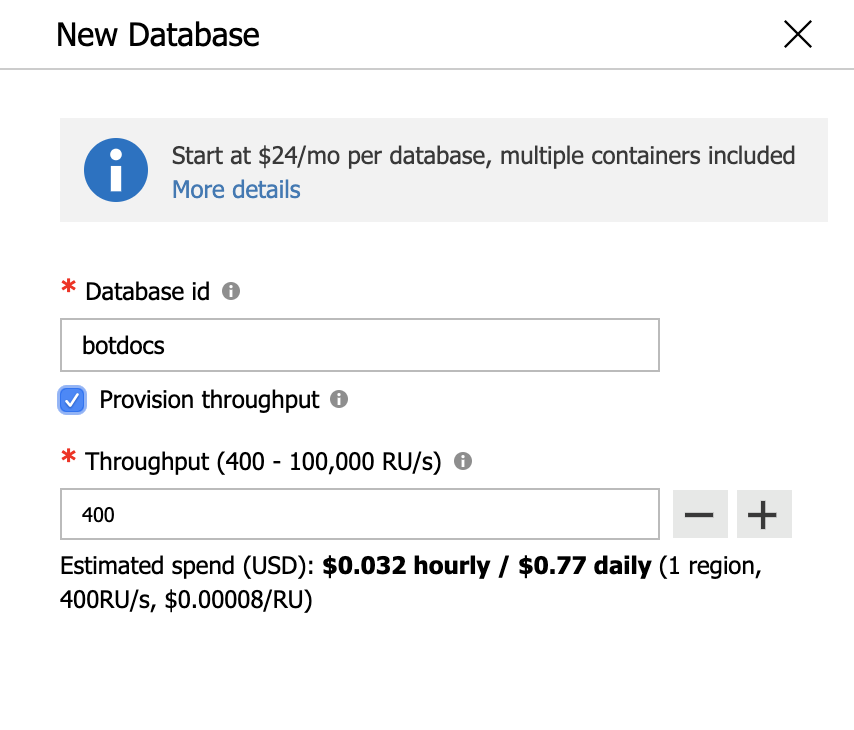 New Database
Start at $24/mo per database, multiple containers included
More details
* Database id
botdocs
Provision throughput
* Throughput (400 - 100,000 RU/s)
400
Estimated spend (USD): $0.032 hourly / $0.77 daily (1 region,
400RU/s, $0.00008/RU)